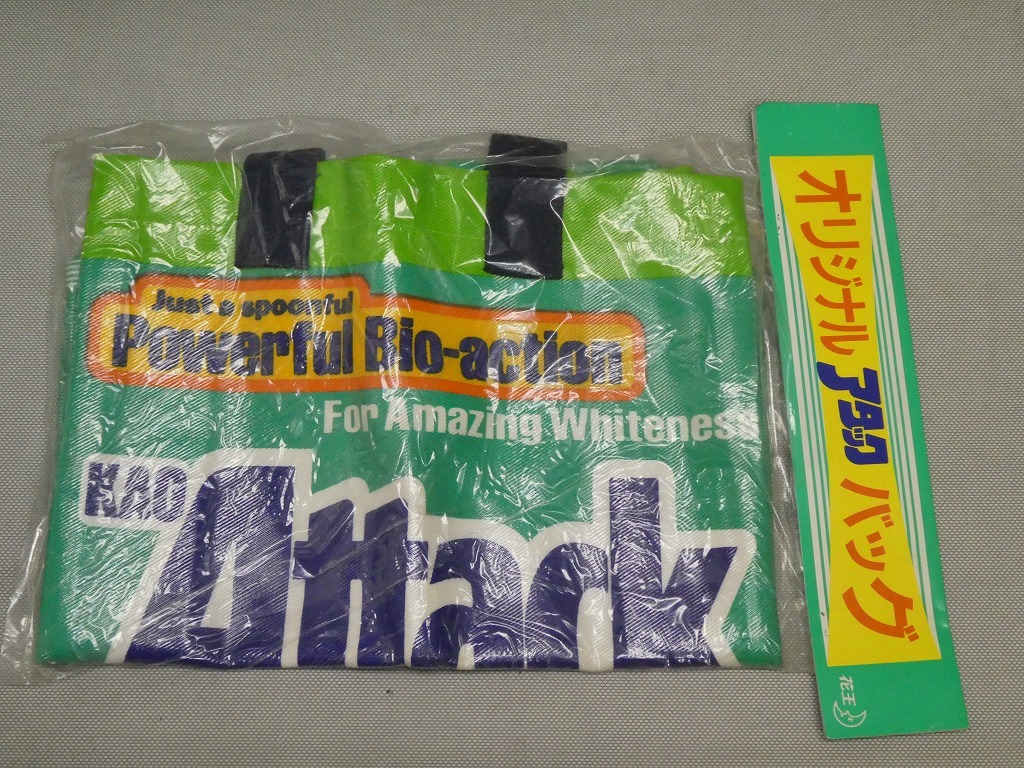 Just a spoonful
Powerful Bio-action
For Amazing Whiteness
KAO
Attack
オリジナル アタック バッグ
花王